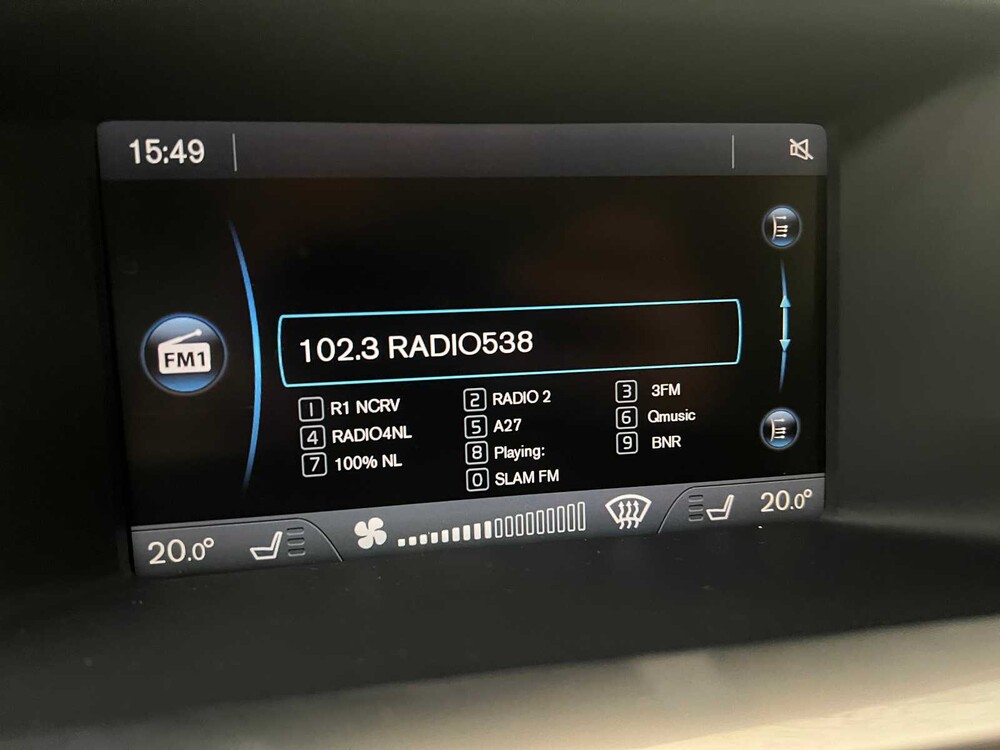 15:49
FM1
102.3 RADIO538
1 R1 NCRV 2 RADIO 2 3 3FM
4 RADIO4NL 5 A27 6 Qmusic
7 100% NL 8 Playing: 9 BNR
0 SLAM FM
20.0° 20.0°